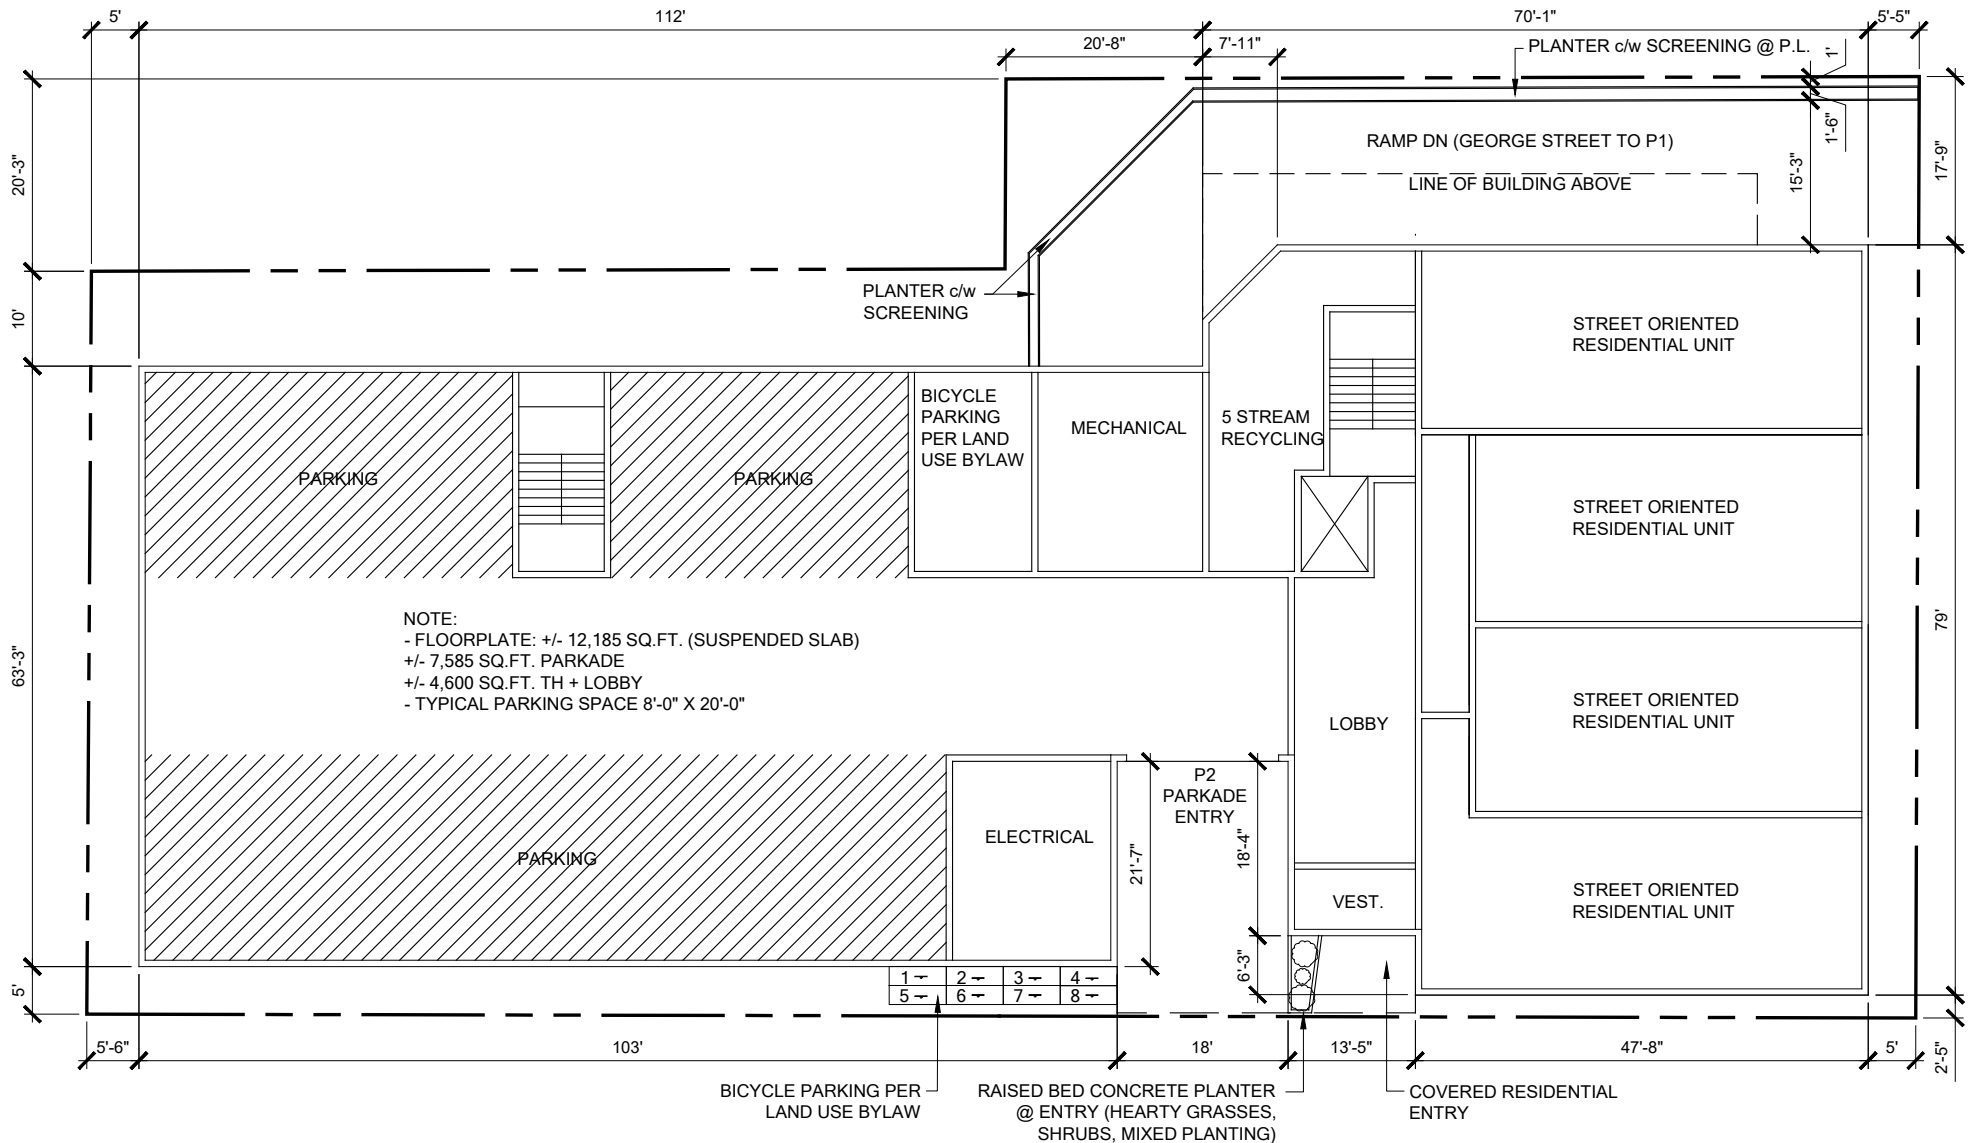 5'
112'
70'-1"
5'-5"
20'-8"
7'-11"
PLANTER c/w SCREENING @ P.L.
1'
1'-6"
RAMP DN (GEORGE STREET TO P1)
LINE OF BUILDING ABOVE
15'-3"
17'-9"
20'-3"
10'
PLANTER c/w
SCREENING
STREET ORIENTED
RESIDENTIAL UNIT
BICYCLE
PARKING
PER LAND
USE BYLAW
MECHANICAL
5 STREAM
RECYCLING
PARKING
PARKING
STREET ORIENTED
RESIDENTIAL UNIT
NOTE:
- FLOORPLATE: +/- 12,185 SQ.FT. (SUSPENDED SLAB)
+/- 7,585 SQ.FT. PARKADE
+/- 4,600 SQ.FT. TH + LOBBY
- TYPICAL PARKING SPACE 8'-0" X 20'-0"
63'-3"
79'
LOBBY
STREET ORIENTED
RESIDENTIAL UNIT
P2
PARKADE
ENTRY
ELECTRICAL
PARKING
21'-7"
18'-4"
VEST.
STREET ORIENTED
RESIDENTIAL UNIT
6'-3"
1
2
3
4
5
6
7
8
5'
5'-6"
103'
18'
13'-5"
47'-8"
5'
2'-5"
BICYCLE PARKING PER
LAND USE BYLAW
RAISED BED CONCRETE PLANTER
@ ENTRY (HEARTY GRASSES,
SHRUBS, MIXED PLANTING)
COVERED RESIDENTIAL
ENTRY